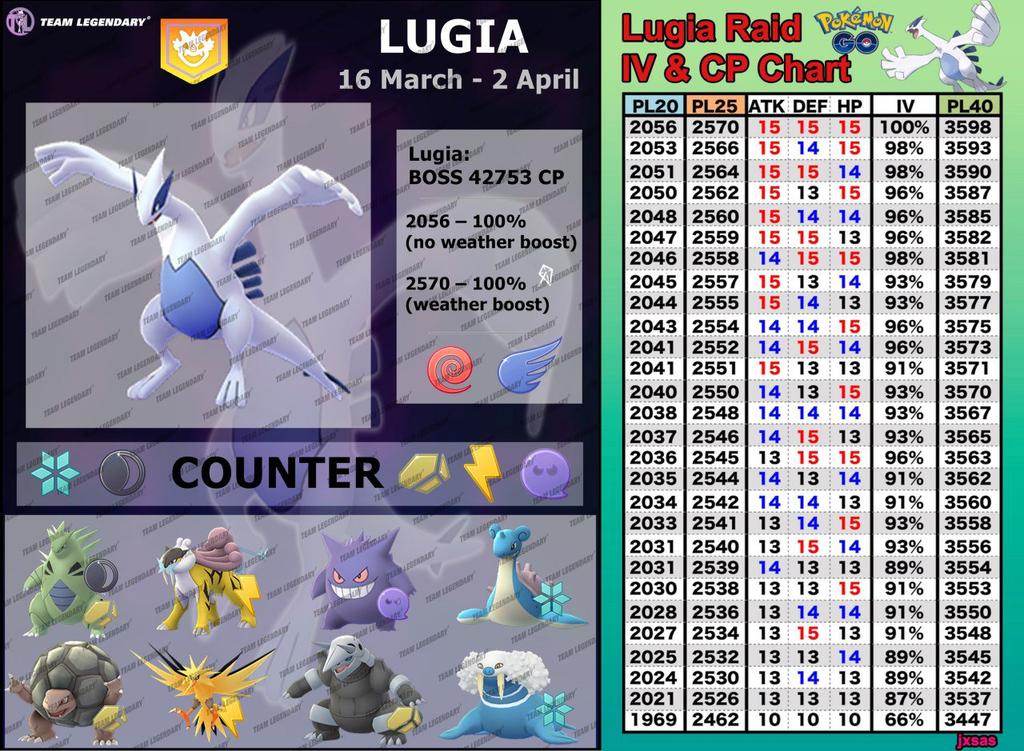 TEAM LEGENDARY
LUGIA
16 March - 2 April
Lugia:
BOSS 42753 CP
2056 – 100%
(no weather boost)
2570 – 100%
(weather boost)
COUNTER
Lugia Raid
POKÉMON GO
IV & CP Chart
PL20 PL25 ATK DEF HP IV PL40
2056 2570 15 15 15 100% 3598
2053 2566 15 14 15 98% 3593
2051 2564 15 15 14 98% 3590
2050 2562 15 13 15 96% 3587
2048 2560 15 14 14 96% 3585
2047 2559 15 15 13 96% 3582
2046 2558 14 15 15 98% 3581
2045 2557 15 13 14 93% 3579
2044 2555 15 14 13 93% 3577
2043 2554 14 14 15 96% 3575
2041 2552 14 15 14 96% 3573
2041 2551 15 13 13 91% 3571
2040 2550 14 13 15 93% 3570
2038 2548 14 14 14 93% 3567
2037 2546 14 15 13 93% 3565
2036 2545 13 15 15 96% 3563
2035 2544 14 13 14 91% 3562
2034 2542 14 14 13 91% 3560
2033 2541 13 14 15 93% 3558
2031 2540 13 15 14 93% 3556
2031 2539 14 13 13 89% 3554
2030 2538 13 13 15 91% 3553
2028 2536 13 14 14 91% 3550
2027 2534 13 15 13 91% 3548
2025 2532 13 13 14 89% 3545
2024 2530 13 14 13 89% 3542
2021 2526 13 13 13 87% 3537
1969 2462 10 10 10 66% 3447
jxsas